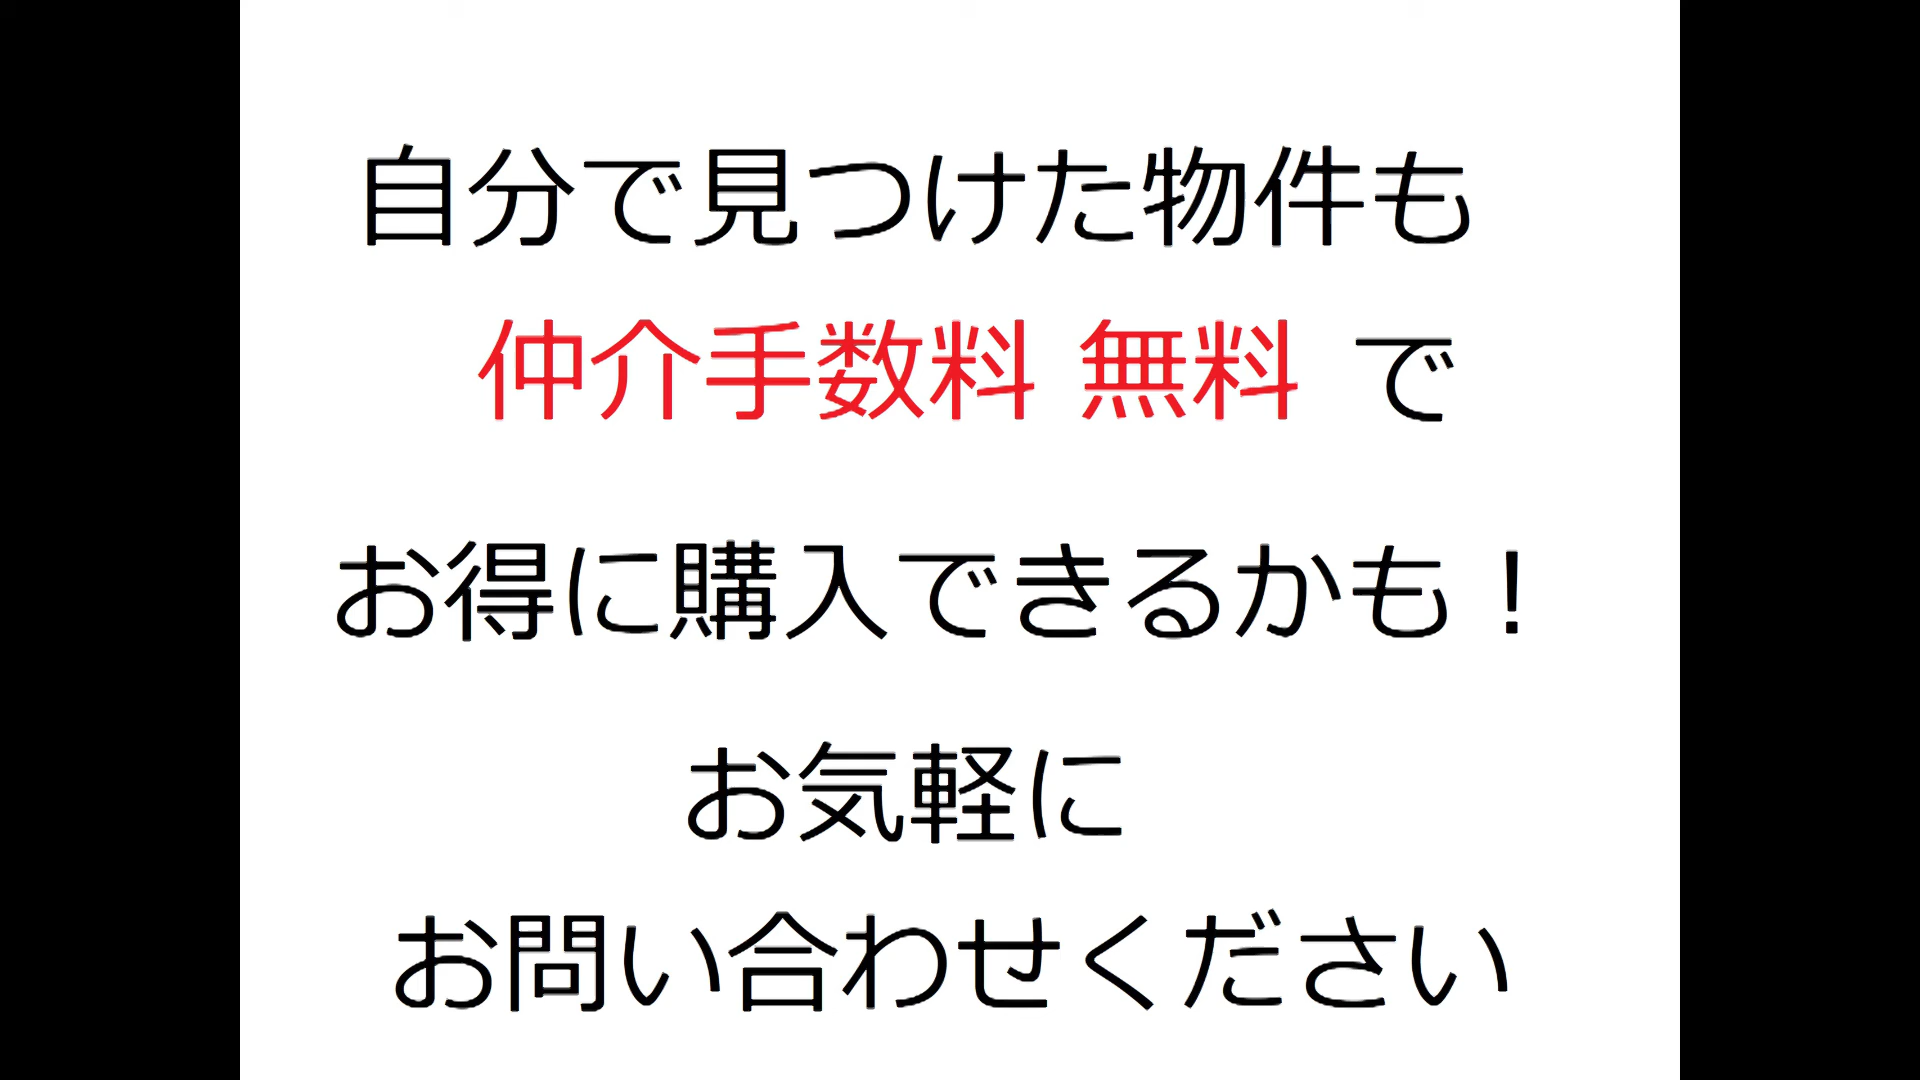 自分で見つけた物件も
仲介手数料 無料 で
お得に購入できるかも！
お気軽に
お問い合わせください